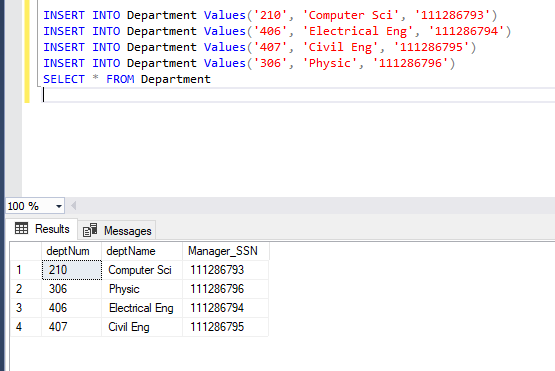 INSERT INTO Department Values('210', 'Computer Sci', '111286793')
INSERT INTO Department Values('406', 'Electrical Eng', '111286794')
INSERT INTO Department Values('407', 'Civil Eng', '111286795')
INSERT INTO Department Values('306', 'Physic', '111286796')
SELECT * FROM Department
100 %
Results Messages
deptNum deptName Manager_SSN
1 210 Computer Sci 111286793
2 306 Physic 111286796
3 406 Electrical Eng 111286794
4 407 Civil Eng 111286795